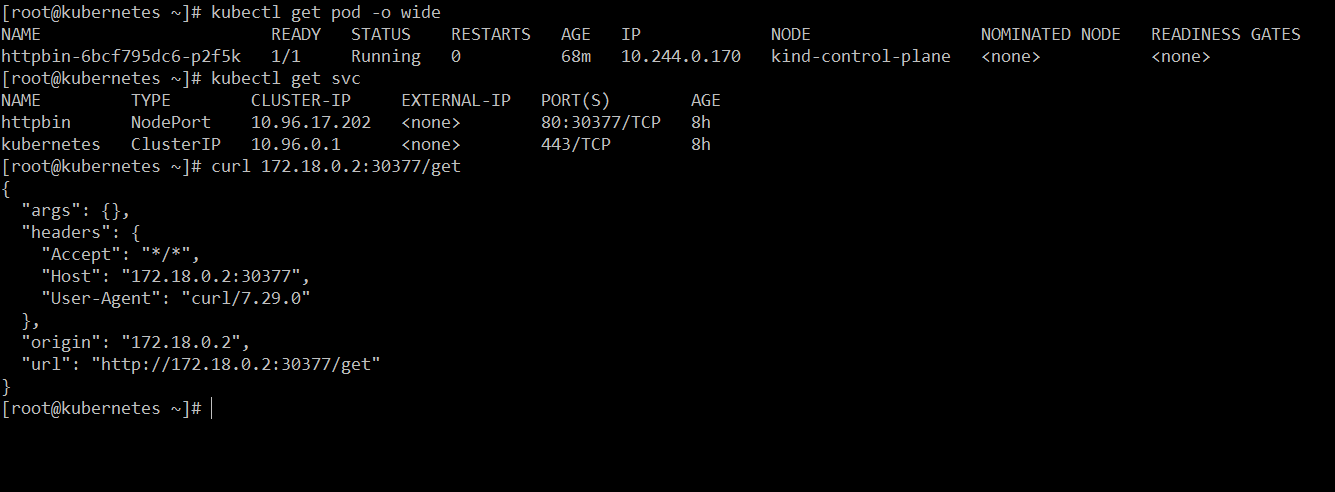 [root@kubernetes ~]# kubectl get pod -o wide
NAME                       READY   STATUS    RESTARTS   AGE   IP             NODE                 NOMINATED NODE   READINESS GATES
httpbin-6bcf795dc6-p2f5k   1/1     Running   0          68m   10.244.0.170   kind-control-plane   <none>           <none>
[root@kubernetes ~]# kubectl get svc
NAME         TYPE        CLUSTER-IP     EXTERNAL-IP   PORT(S)        AGE
httpbin      NodePort    10.96.17.202   <none>        80:30377/TCP   8h
kubernetes   ClusterIP   10.96.0.1      <none>        443/TCP        8h
[root@kubernetes ~]# curl 172.18.0.2:30377/get
{
  "args": {},
  "headers": {
    "Accept": "*/*",
    "Host": "172.18.0.2:30377",
    "User-Agent": "curl/7.29.0"
  },
  "origin": "172.18.0.2",
  "url": "http://172.18.0.2:30377/get"
}
[root@kubernetes ~]#